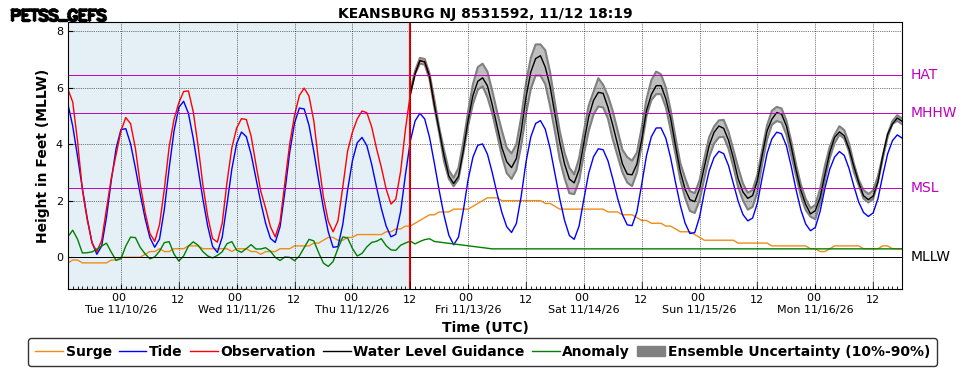 PETSS_GEFS
KEANSBURG NJ 8531592, 11/12 18:19
Height in Feet (MLLW)
8
6
4
2
0
HAT
MHHW
MSL
MLLW
00 12 00 12 00 12 00 12 00 12 00 12 00 12
Tue 11/10/26 Wed 11/11/26 Thu 11/12/26 Fri 11/13/26 Sat 11/14/26 Sun 11/15/26 Mon 11/16/26
Time (UTC)
Surge Tide Observation Water Level Guidance Anomaly Ensemble Uncertainty (10%-90%)